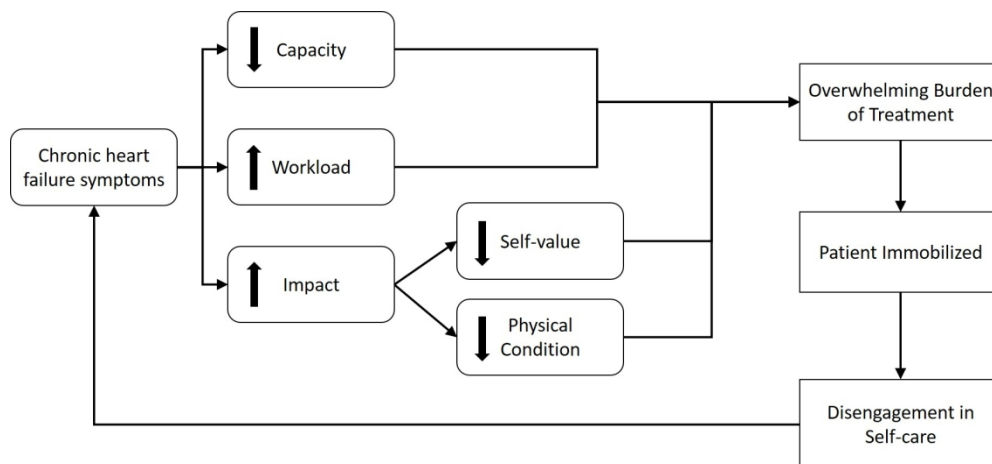 Capacity
Chronic heart
failure symptoms
Workload
Impact
Self-value
Physical
Condition
Overwhelming Burden
of Treatment
Patient Immobilized
Disengagement in
Self-care